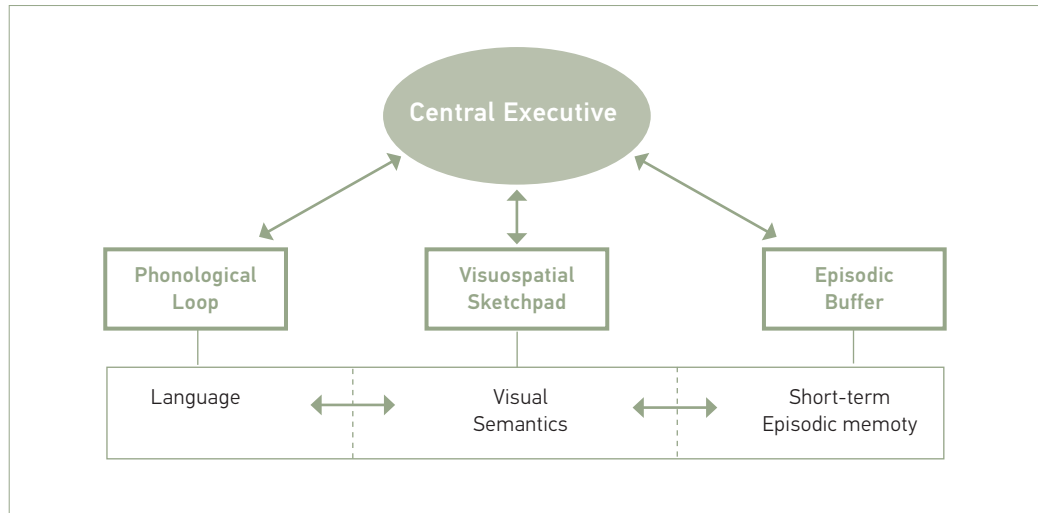 Central Executive
Phonological
Loop
Visuospatial
Sketchpad
Episodic
Buffer
Language
Visual
Semantics
Short-term
Episodic memoty